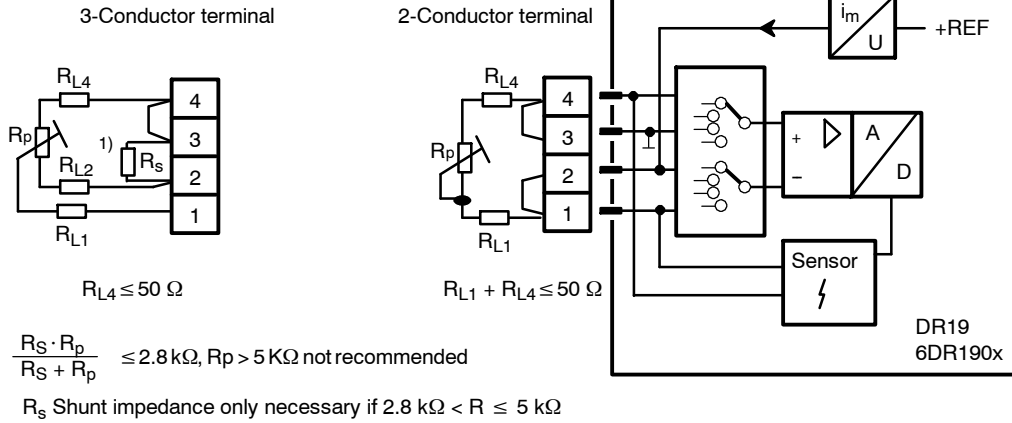 3-Conductor terminal
2-Conductor terminal
i_m
U
+REF
R_L4
4
R_p
3
1)
R_s
R_L2
2
1
R_L1
R_L4
4
R_p
3
2
1
R_L1
+
−
A
D
Sensor
R_L4 ≤ 50 Ω
R_L1 + R_L4 ≤ 50 Ω
DR19
6DR190x
R_S · R_p
R_S + R_p
≤ 2.8 kΩ, Rp > 5 KΩ not recommended
R_s Shunt impedance only necessary if 2.8 kΩ < R ≤ 5 kΩ